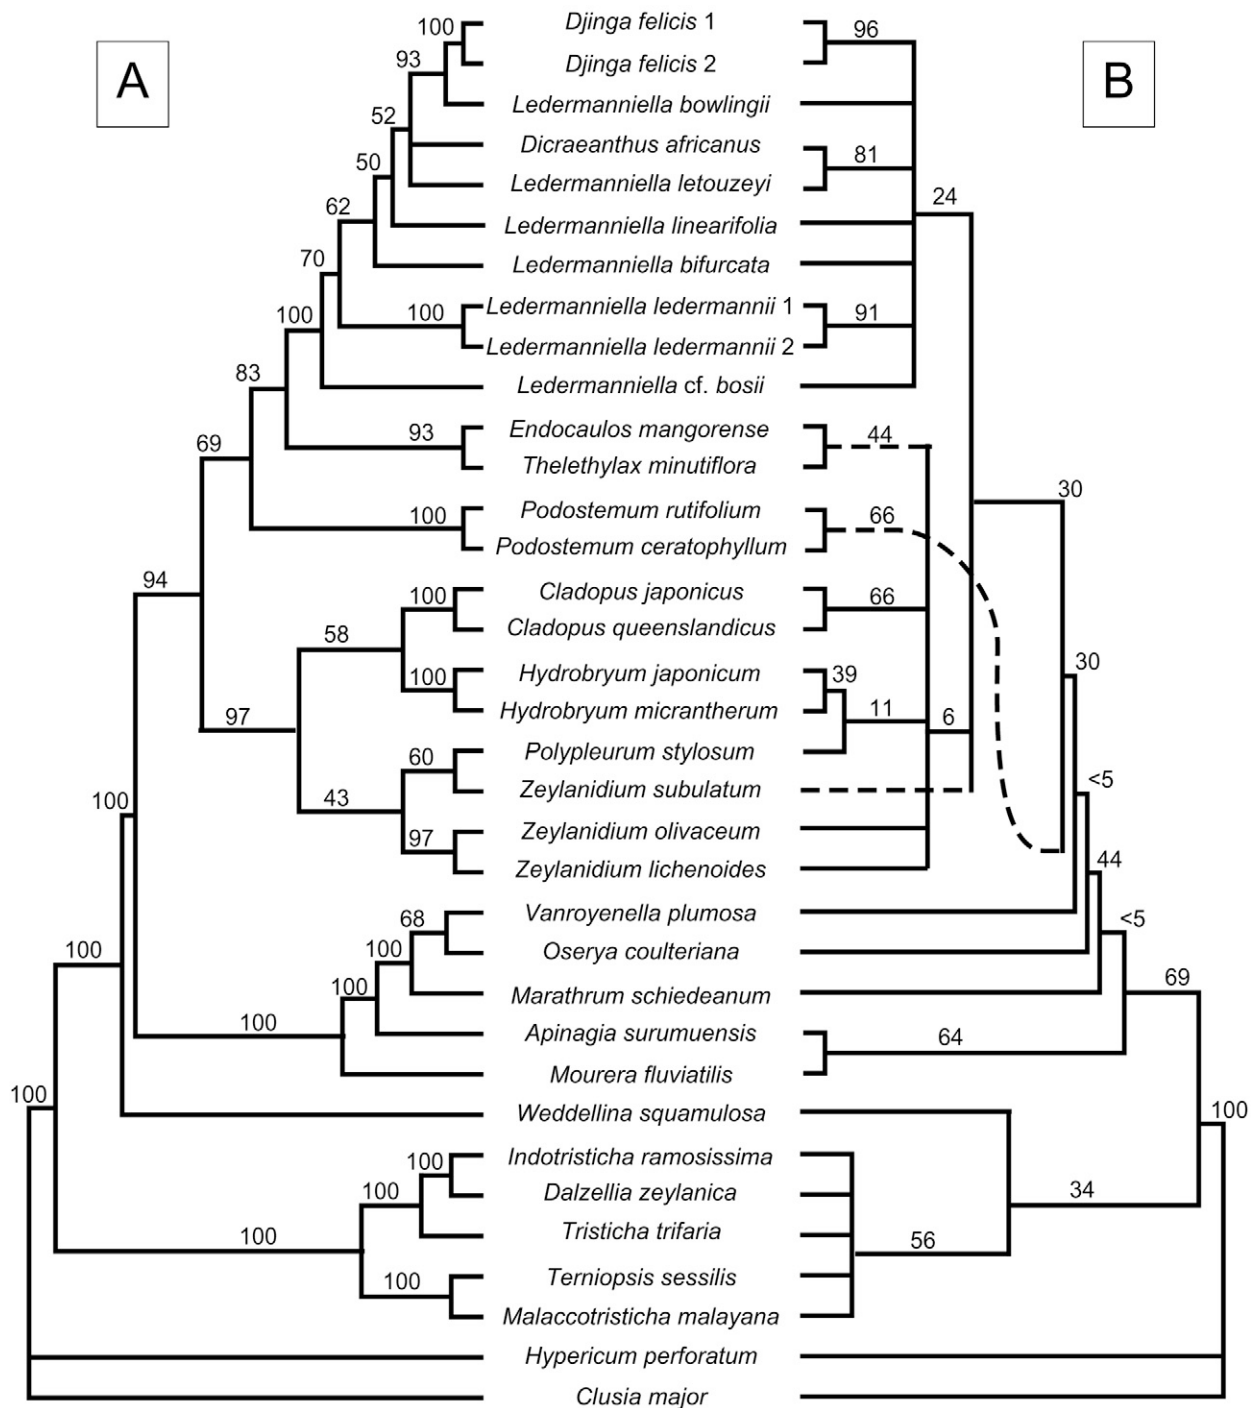 A
B
100
Djinga felicis 1
96
93
Djinga felicis 2
Ledermanniella bowlingii
52
Dicraeanthus africanus
81
50
Ledermanniella letouzeyi
62
Ledermanniella linearifolia
24
70
Ledermanniella bifurcata
100
100
Ledermanniella ledermannii 1
91
Ledermanniella ledermannii 2
83
Ledermanniella cf. bosii
69
93
Endocaulos mangorense
44
Thelethylax minutiflora
30
100
Podostemum rutifolium
66
Podostemum ceratophyllum
94
100
Cladopus japonicus
66
58
Cladopus queenslandicus
100
Hydrobryum japonicum
39
30
97
Hydrobryum micrantherum
11
6
60
Polypleurum stylosum
100
43
Zeylanidium subulatum
<5
97
Zeylanidium olivaceum
44
Zeylanidium lichenoides
68
Vanroyenella plumosa
<5
100
100
Oserya coulteriana
69
100
Marathrum schiedeanum
100
Apinagia surumuensis
64
Mourera fluviatilis
100
Weddellina squamulosa
100
100
Indotristicha ramosissima
100
Dalzellia zeylanica
34
100
Tristicha trifaria
56
100
Terniopsis sessilis
Malaccotristicha malayana
Hypericum perforatum
Clusia major